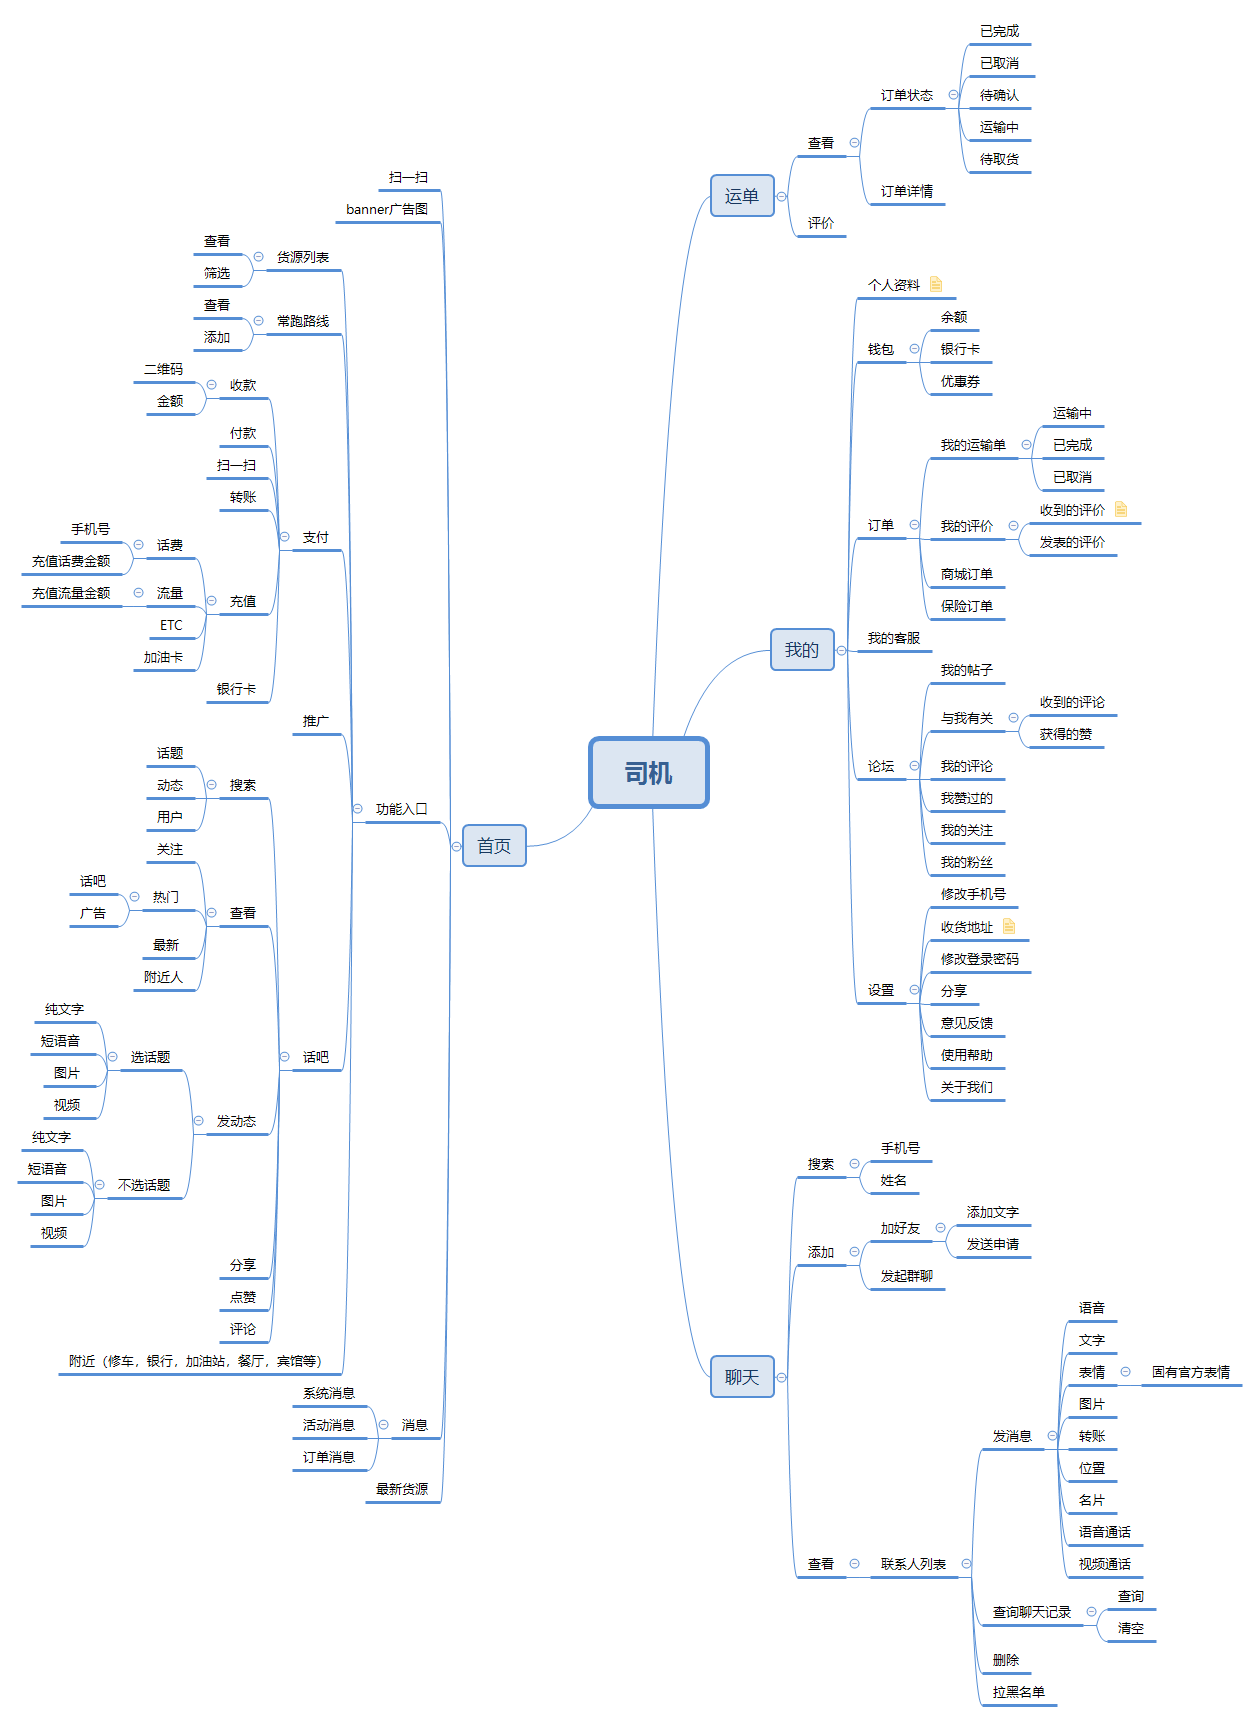 司机
运单
查看
订单状态
已完成
已取消
待确认
运输中
待取货
订单详情
评价
我的
个人资料
钱包
余额
银行卡
优惠券
订单
我的运输单
运输中
已完成
已取消
我的评价
收到的评价
发表的评价
商城订单
保险订单
我的客服
论坛
我的帖子
与我有关
收到的评论
获得的赞
我的评论
我赞过的
我的关注
我的粉丝
设置
修改手机号
收货地址
修改登录密码
分享
意见反馈
使用帮助
关于我们
聊天
搜索
手机号
姓名
添加
加好友
添加文字
发送申请
发起群聊
查看
联系人列表
发消息
语音
文字
表情
固有官方表情
图片
转账
位置
名片
语音通话
视频通话
查询聊天记录
查询
清空
删除
拉黑名单
首页
扫一扫
banner广告图
功能入口
货源列表
查看
筛选
常跑路线
查看
添加
支付
收款
二维码
金额
付款
扫一扫
转账
充值
话费
手机号
充值话费金额
流量
充值流量金额
ETC
加油卡
银行卡
推广
话吧
搜索
话题
动态
用户
查看
关注
热门
话吧
广告
最新
附近人
发动态
选话题
纯文字
短语音
图片
视频
不选话题
纯文字
短语音
图片
视频
分享
点赞
评论
附近（修车，银行，加油站，餐厅，宾馆等）
消息
系统消息
活动消息
订单消息
最新货源